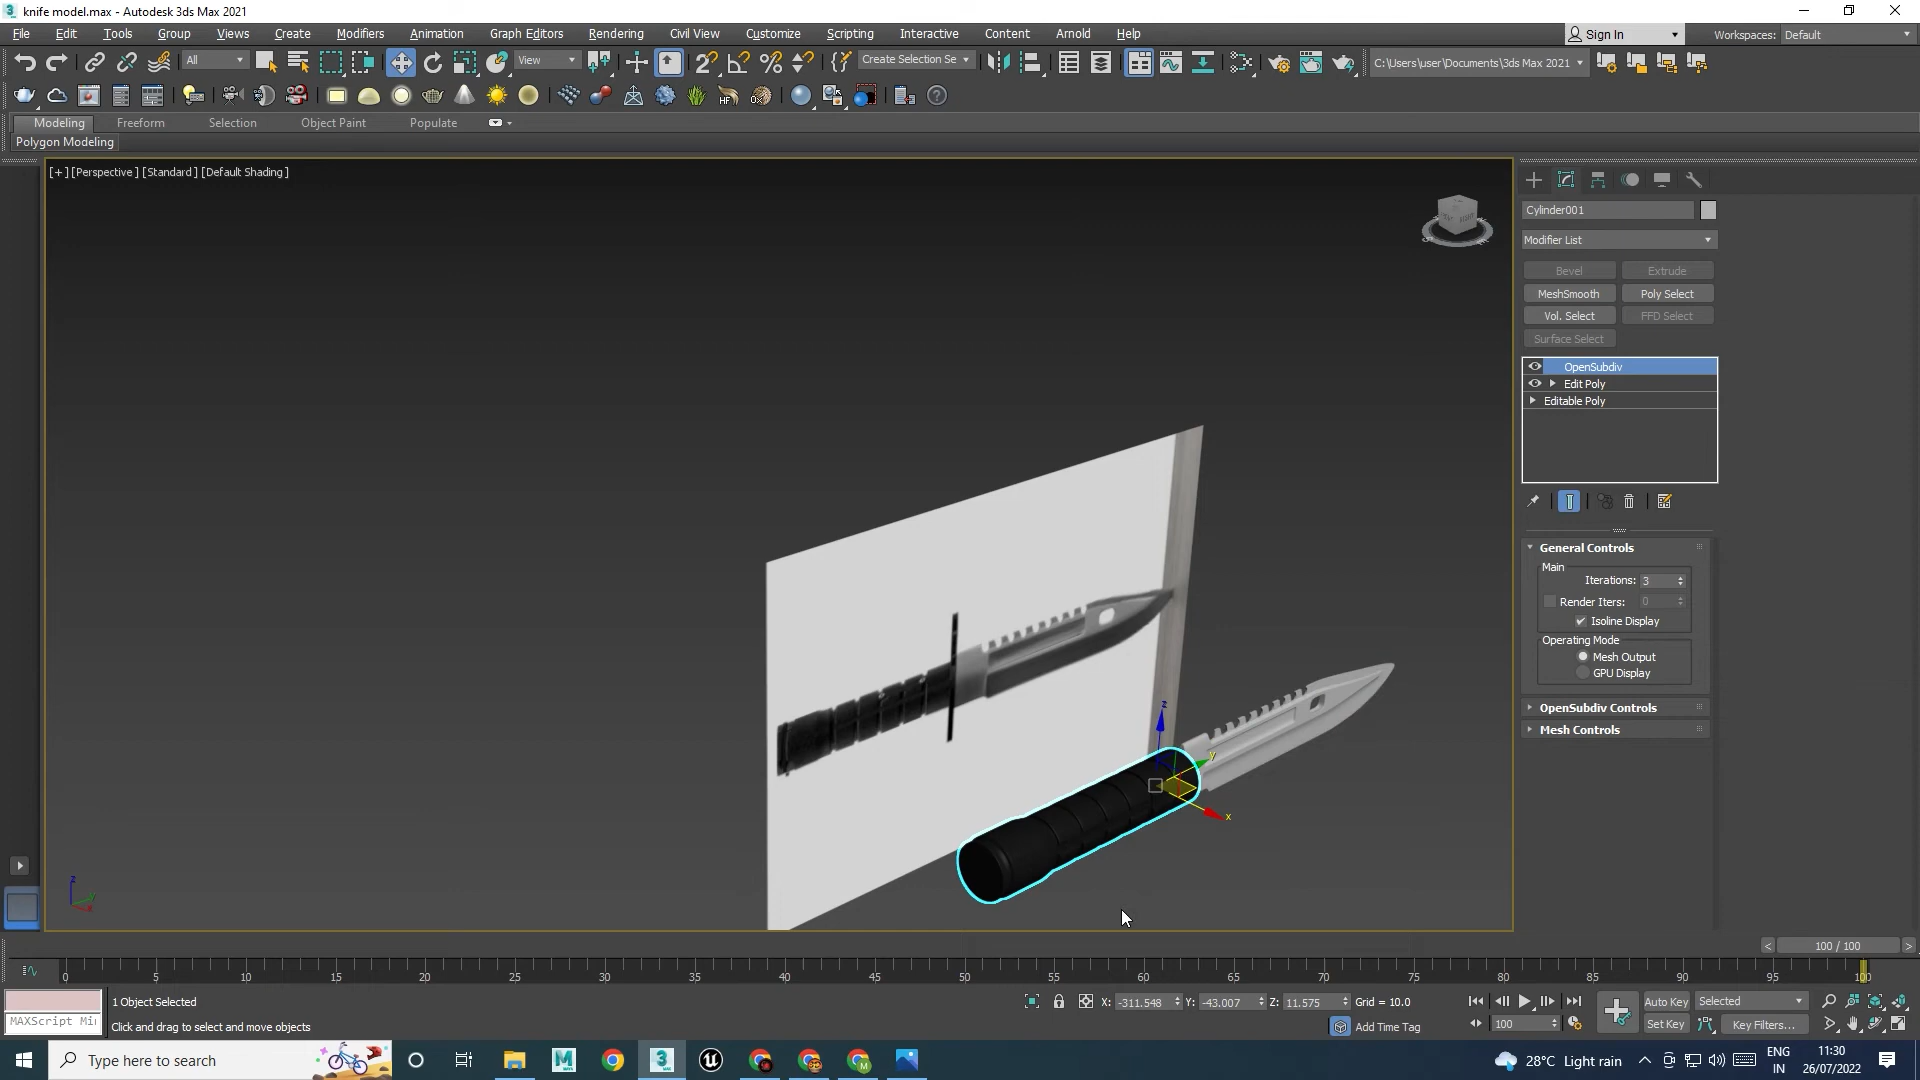 knife model.max - Autodesk 3ds Max 2021
File Edit Tools Group Views Create Modifiers Animation Graph Editors Rendering Civil View Customize Scripting Interactive Content Arnold Help Sign In Workspaces: Default
All View Create Selection Se C:\Users\user\Documents\3ds Max 2021
Modeling Freeform Selection Object Paint Populate
Polygon Modeling
[+] [Perspective] [Standard] [Default Shading]
Cylinder001
Modifier List
Bevel Extrude
MeshSmooth Poly Select
Vol. Select FFD Select
Surface Select
OpenSubdiv
Edit Poly
Editable Poly
General Controls
Main
Iterations: 3
Render Iters: 0
Isoline Display
Operating Mode
Mesh Output
GPU Display
OpenSubdiv Controls
Mesh Controls
z
y
x
z
100 / 100
0 5 10 15 20 25 30 35 40 45 50 55 60 65 70 75 80 85 90 95 100
1 Object Selected X: -311.548 Y: -43.007 Z: 11.575 Grid = 10.0 Auto Key Selected
MAXScript Mi Click and drag to select and move objects Add Time Tag 100 Set Key Key Filters...
Type here to search 28°C Light rain ENG IN 11:30 26/07/2022